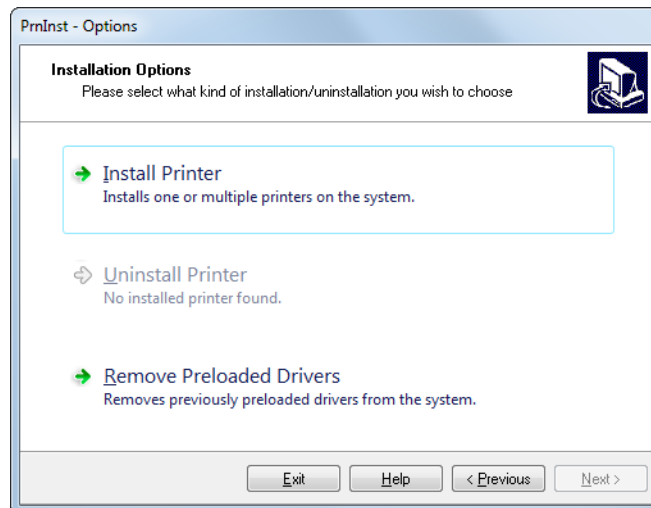 PrnInst - Options
Installation Options
Please select what kind of installation/uninstallation you wish to choose
Install Printer
Installs one or multiple printers on the system.
Uninstall Printer
No installed printer found.
Remove Preloaded Drivers
Removes previously preloaded drivers from the system.
Exit Help < Previous Next >